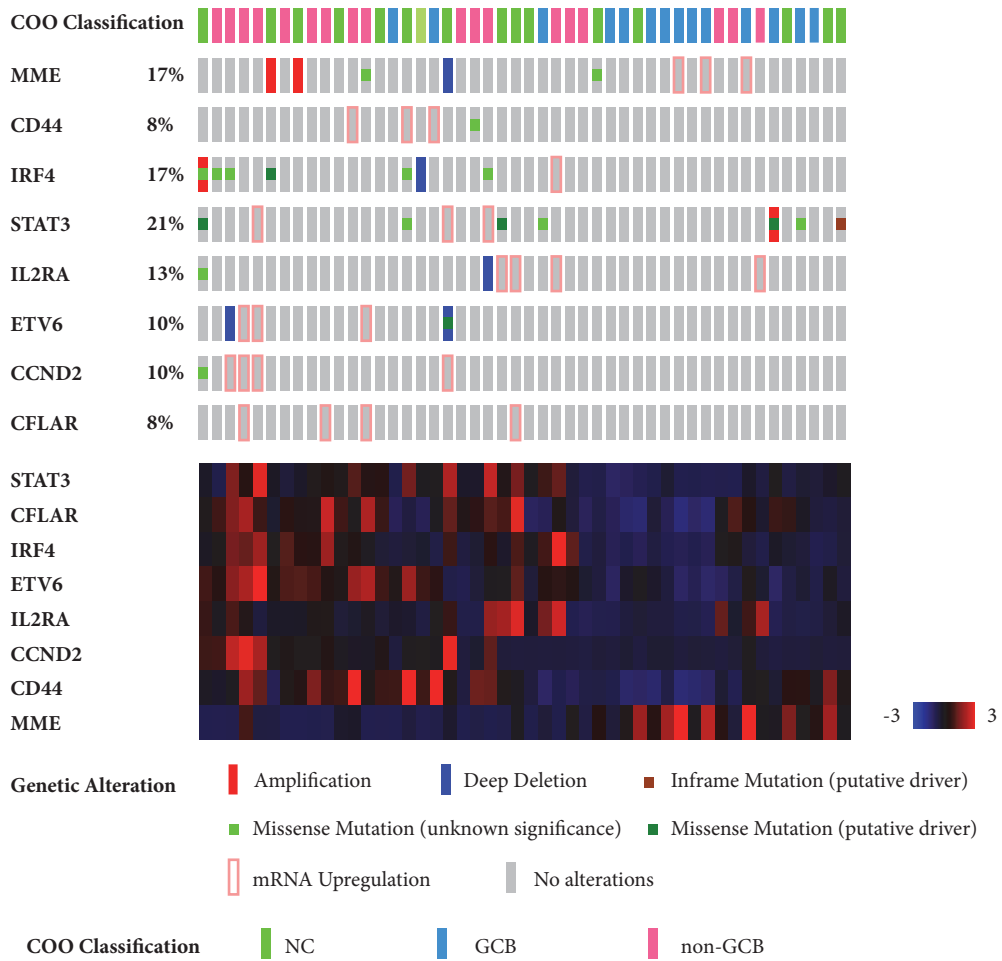 COO Classification
MME 17%
CD44 8%
IRF4 17%
STAT3 21%
IL2RA 13%
ETV6 10%
CCND2 10%
CFLAR 8%
STAT3
CFLAR
IRF4
ETV6
IL2RA
CCND2
CD44
MME
-3 3
Genetic Alteration Amplification Deep Deletion Inframe Mutation (putative driver)
Missense Mutation (unknown significance) Missense Mutation (putative driver)
mRNA Upregulation No alterations
COO Classification NC GCB non-GCB